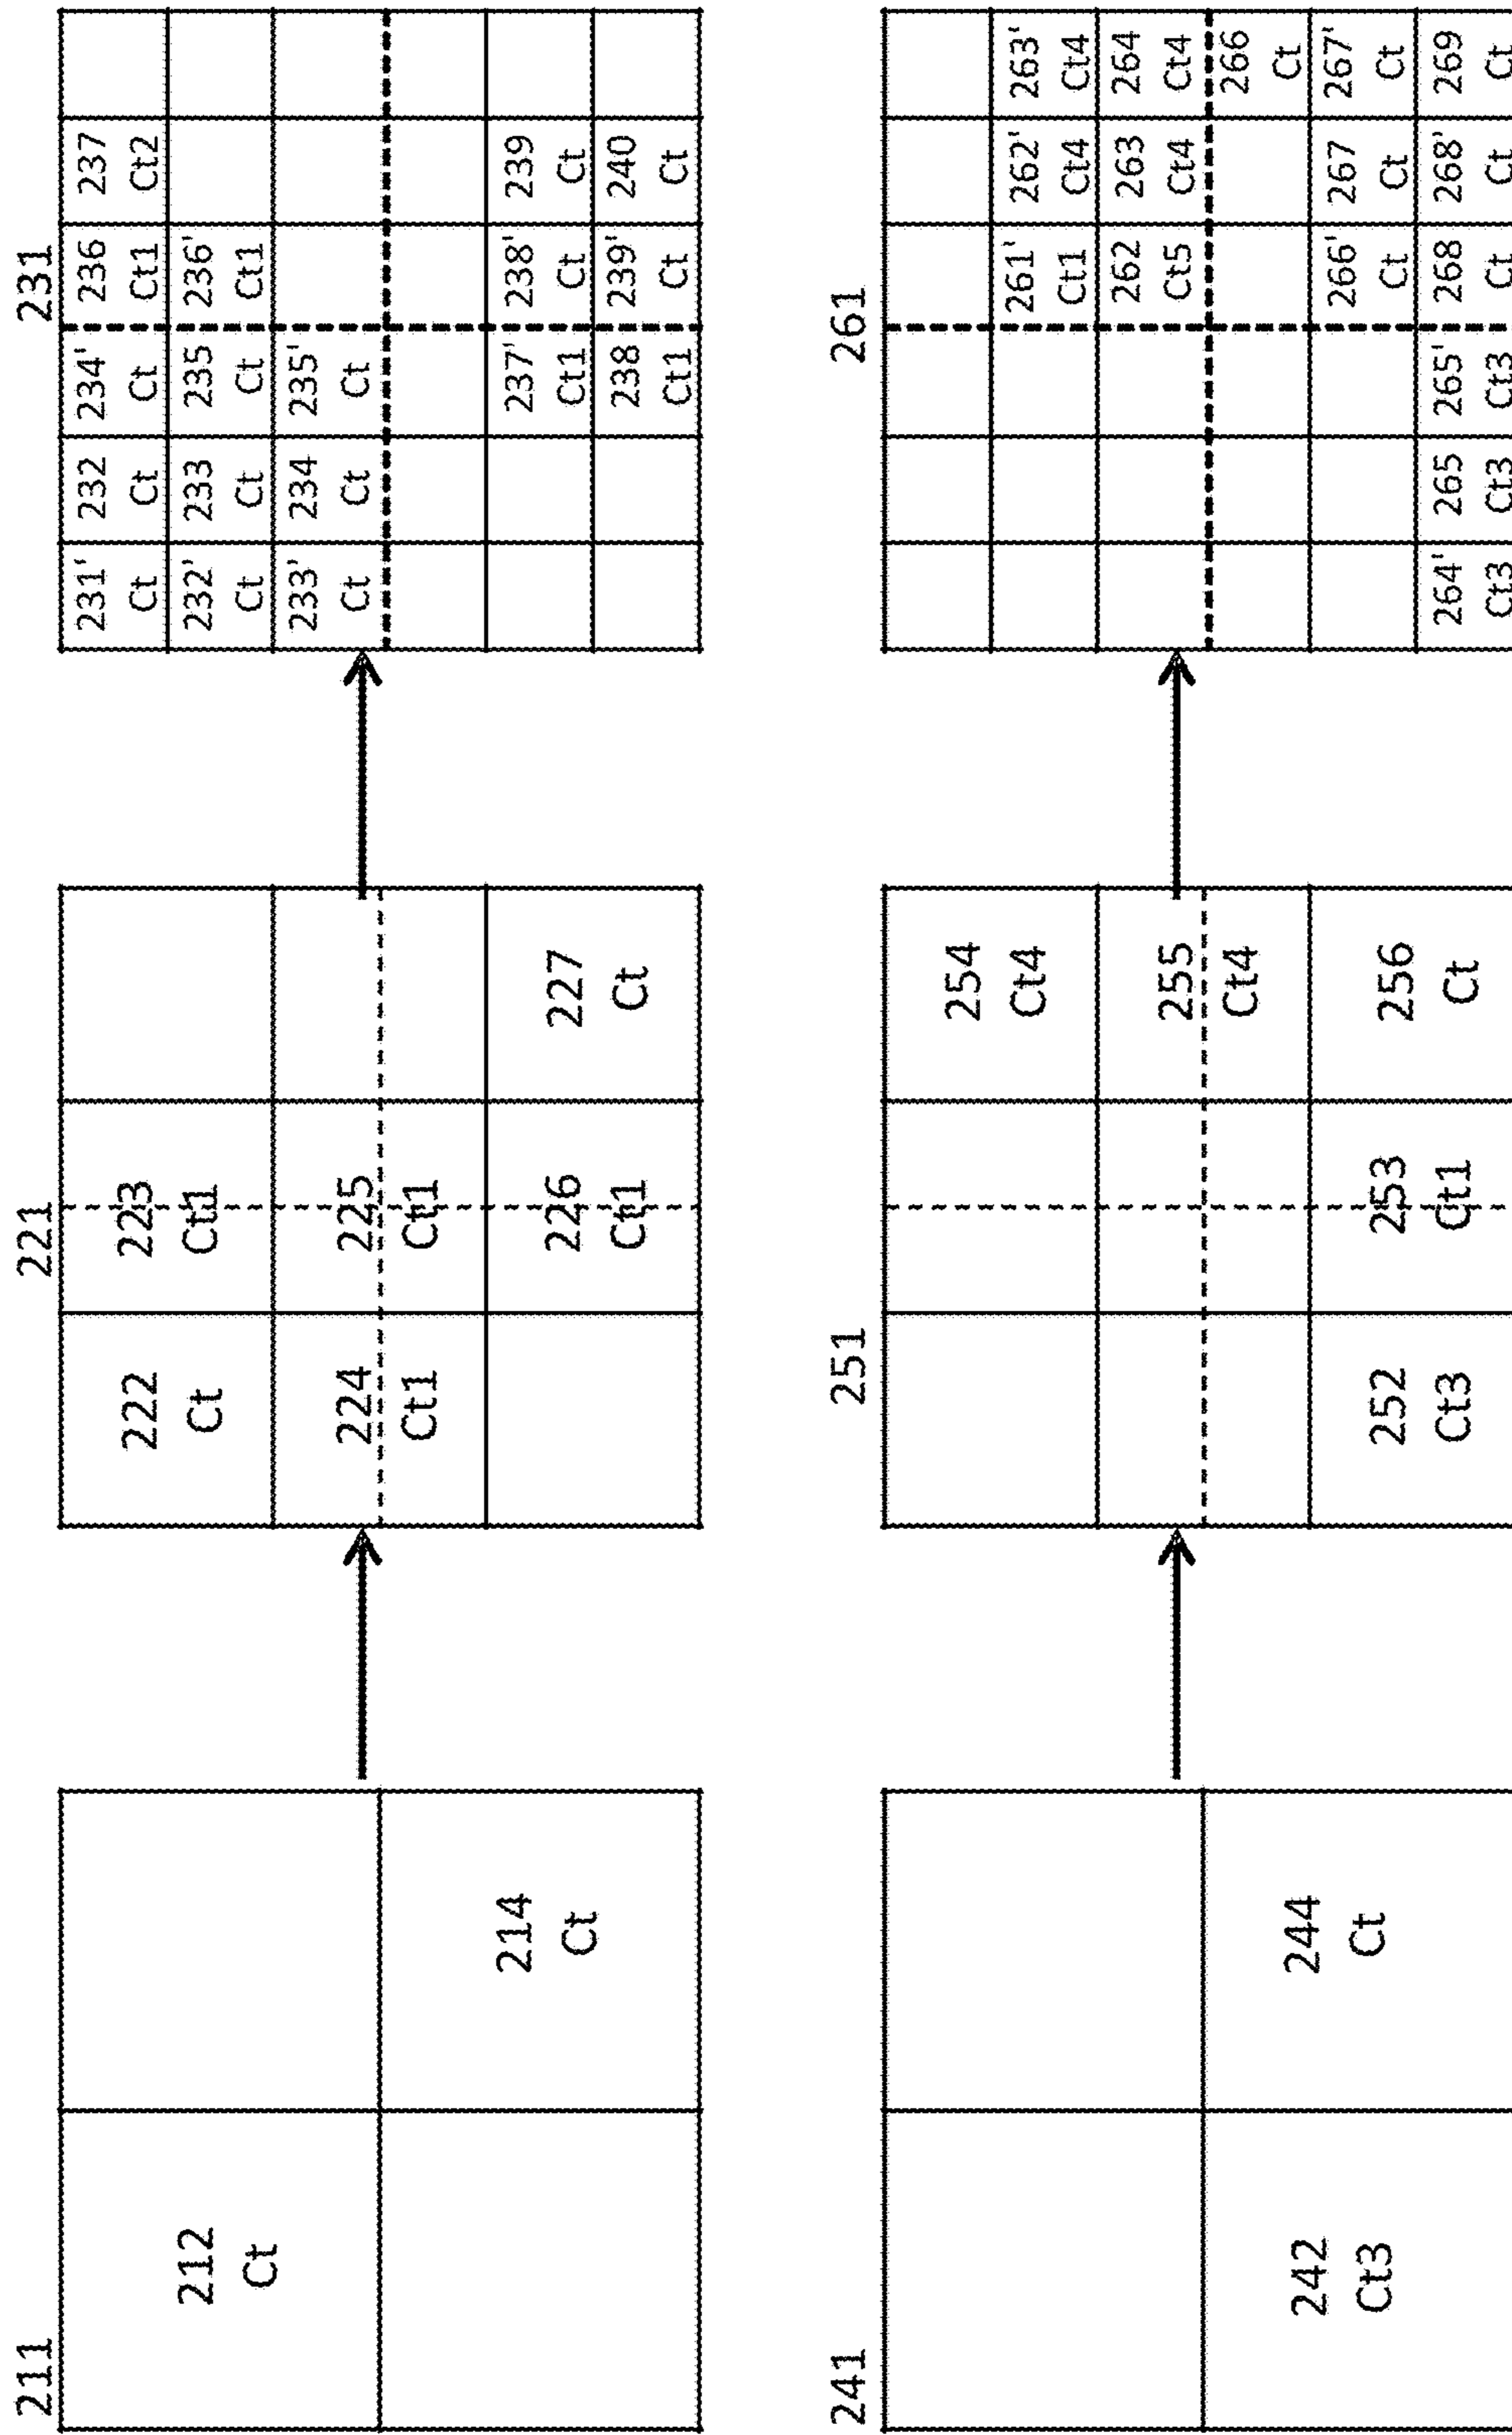 211
212
Ct
214
Ct
221
222
Ct
223
Ct1
224
Ct1
225
Ct1
226
Ct1
227
Ct
231
231' 232 234' 236 237
Ct Ct Ct Ct1 Ct2
232' 233 235 236'
Ct Ct Ct Ct1
233' 234 235'
Ct Ct Ct
237' 238' 239
Ct1 Ct Ct
238 239' 240
Ct1 Ct Ct
241
242
Ct3
244
Ct
251
254
Ct4
255
Ct4
252
Ct3
253
Ct1
256
Ct
261
261' 262' 263'
Ct1 Ct4 Ct4
262 263 264
Ct5 Ct4 Ct4
266
Ct
266' 267 267'
Ct Ct Ct
264' 265 265' 268 268' 269
Ct3 Ct3 Ct3 Ct Ct Ct